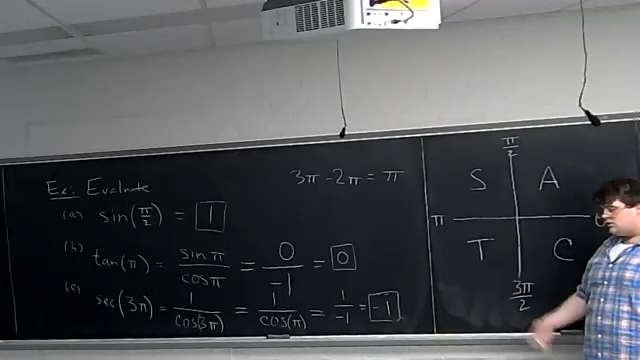 Ex: Evaluate
(a) sin(π/2) = 1
(b) tan(π) = sin π / cos π = 0/-1 = 0
(c) sec(3π) = 1/cos(3π) = 1/cos(π) = 1/-1 = -1
3π - 2π = π
π/2
S A
π
T C
3π/2